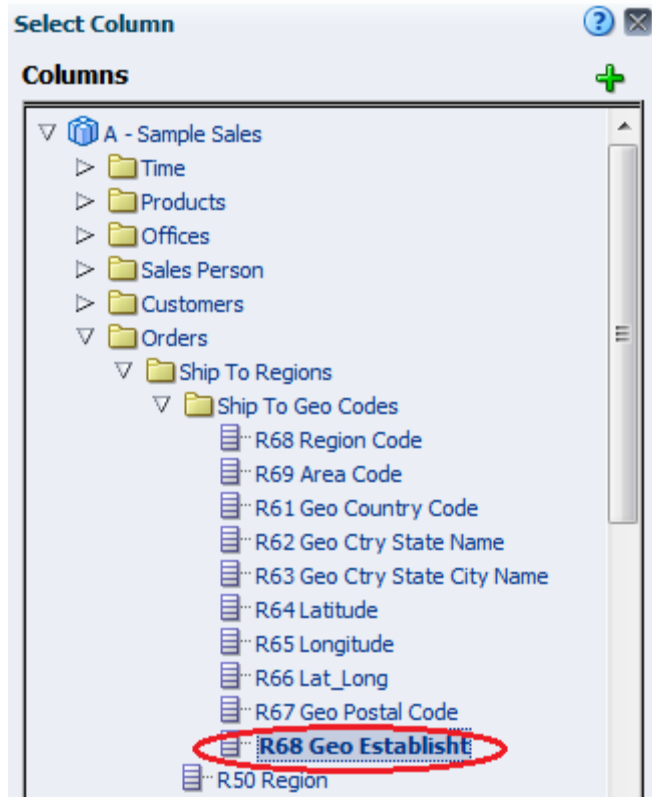 Select Column
?
Columns
A - Sample Sales
Time
Products
Offices
Sales Person
Customers
Orders
Ship To Regions
Ship To Geo Codes
R68 Region Code
R69 Area Code
R61 Geo Country Code
R62 Geo Ctry State Name
R63 Geo Ctry State City Name
R64 Latitude
R65 Longitude
R66 Lat_Long
R67 Geo Postal Code
R68 Geo Establisht
R50 Region